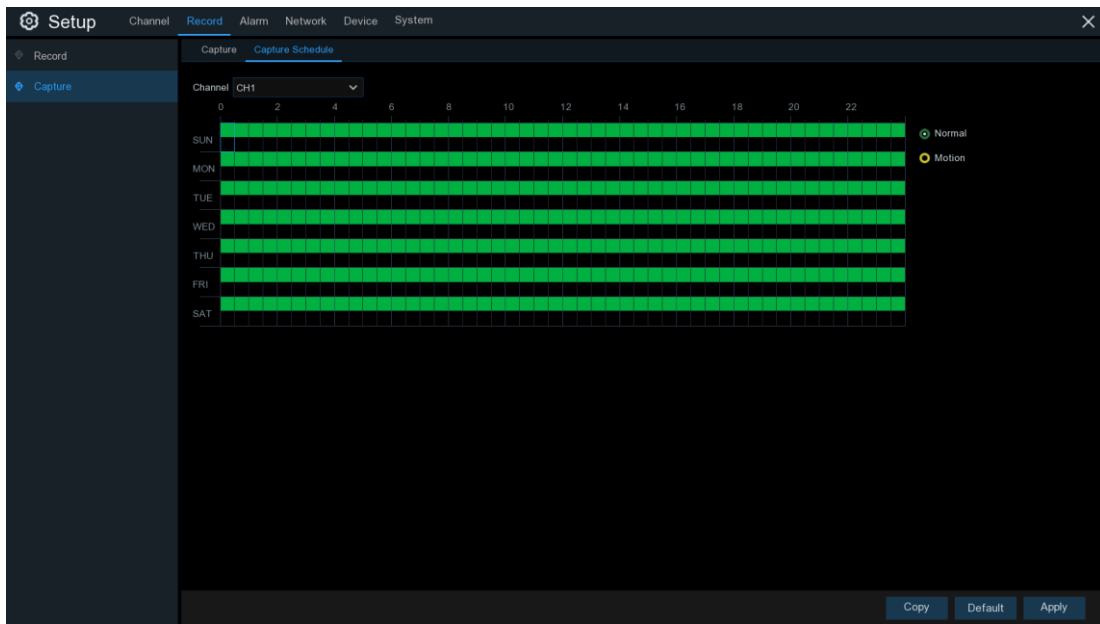 Setup Channel Record Alarm Network Device System
Record
Capture
Capture Capture Schedule
Channel CH1
0 2 4 6 8 10 12 14 16 18 20 22
SUN
MON
TUE
WED
THU
FRI
SAT
Normal
Motion
Copy Default Apply